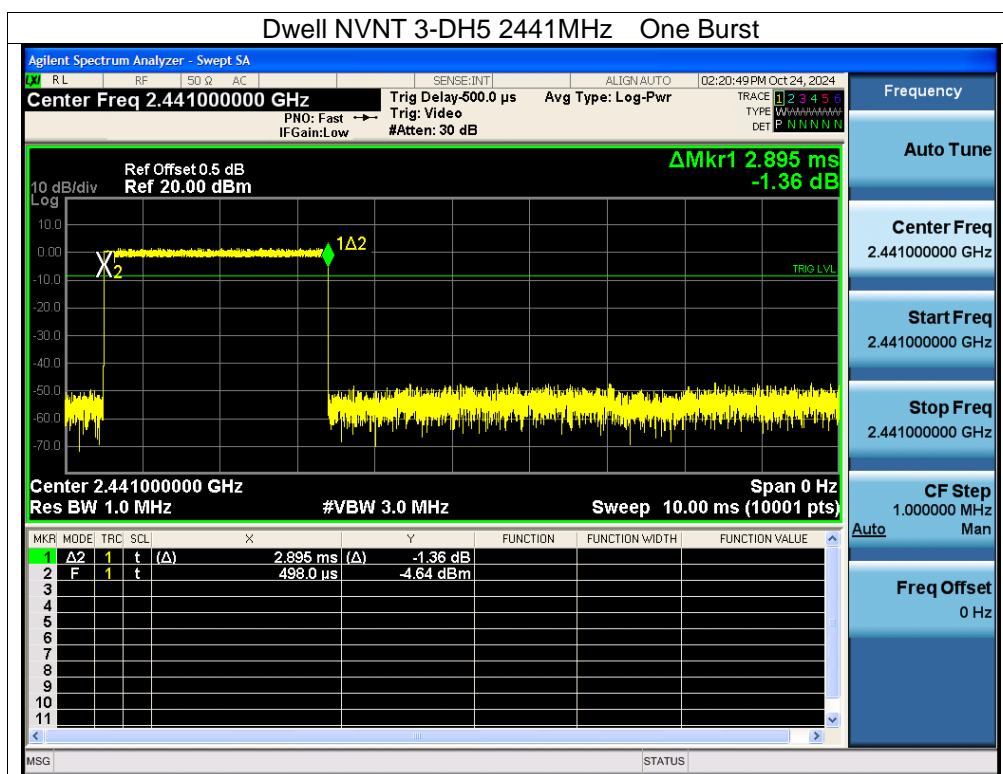 Dwell NVNT 3-DH5 2441MHz One Burst
Agilent Spectrum Analyzer - Swept SA
LXI RL RF 50 Ω AC SENSE:INT ALIGN AUTO 02:20:49 PM Oct 24, 2024
Center Freq 2.441000000 GHz
PNO: Fast
IFGain:Low
Trig Delay-500.0 µs
Trig: Video
#Atten: 30 dB
Avg Type: Log-Pwr
TRACE 1 2 3 4 5 6
TYPE W
DET P N N N N N
Frequency
ΔMkr1 2.895 ms
-1.36 dB
Ref Offset 0.5 dB
10 dB/div Ref 20.00 dBm
Log
10.0
0.00
-10.0
-20.0
-30.0
-40.0
-50.0
-60.0
-70.0
1Δ2
2
TRIG LVL
Center 2.441000000 GHz Span 0 Hz
Res BW 1.0 MHz #VBW 3.0 MHz Sweep 10.00 ms (10001 pts)
MKR MODE TRC SCL X Y FUNCTION FUNCTION WIDTH FUNCTION VALUE
1 Δ2 1 t (Δ) 2.895 ms (Δ) -1.36 dB
2 F 1 t 498.0 µs -4.64 dBm
3
4
5
6
7
8
9
10
11
Auto Tune
Center Freq
2.441000000 GHz
Start Freq
2.441000000 GHz
Stop Freq
2.441000000 GHz
CF Step
1.000000 MHz
Auto Man
Freq Offset
0 Hz
MSG STATUS